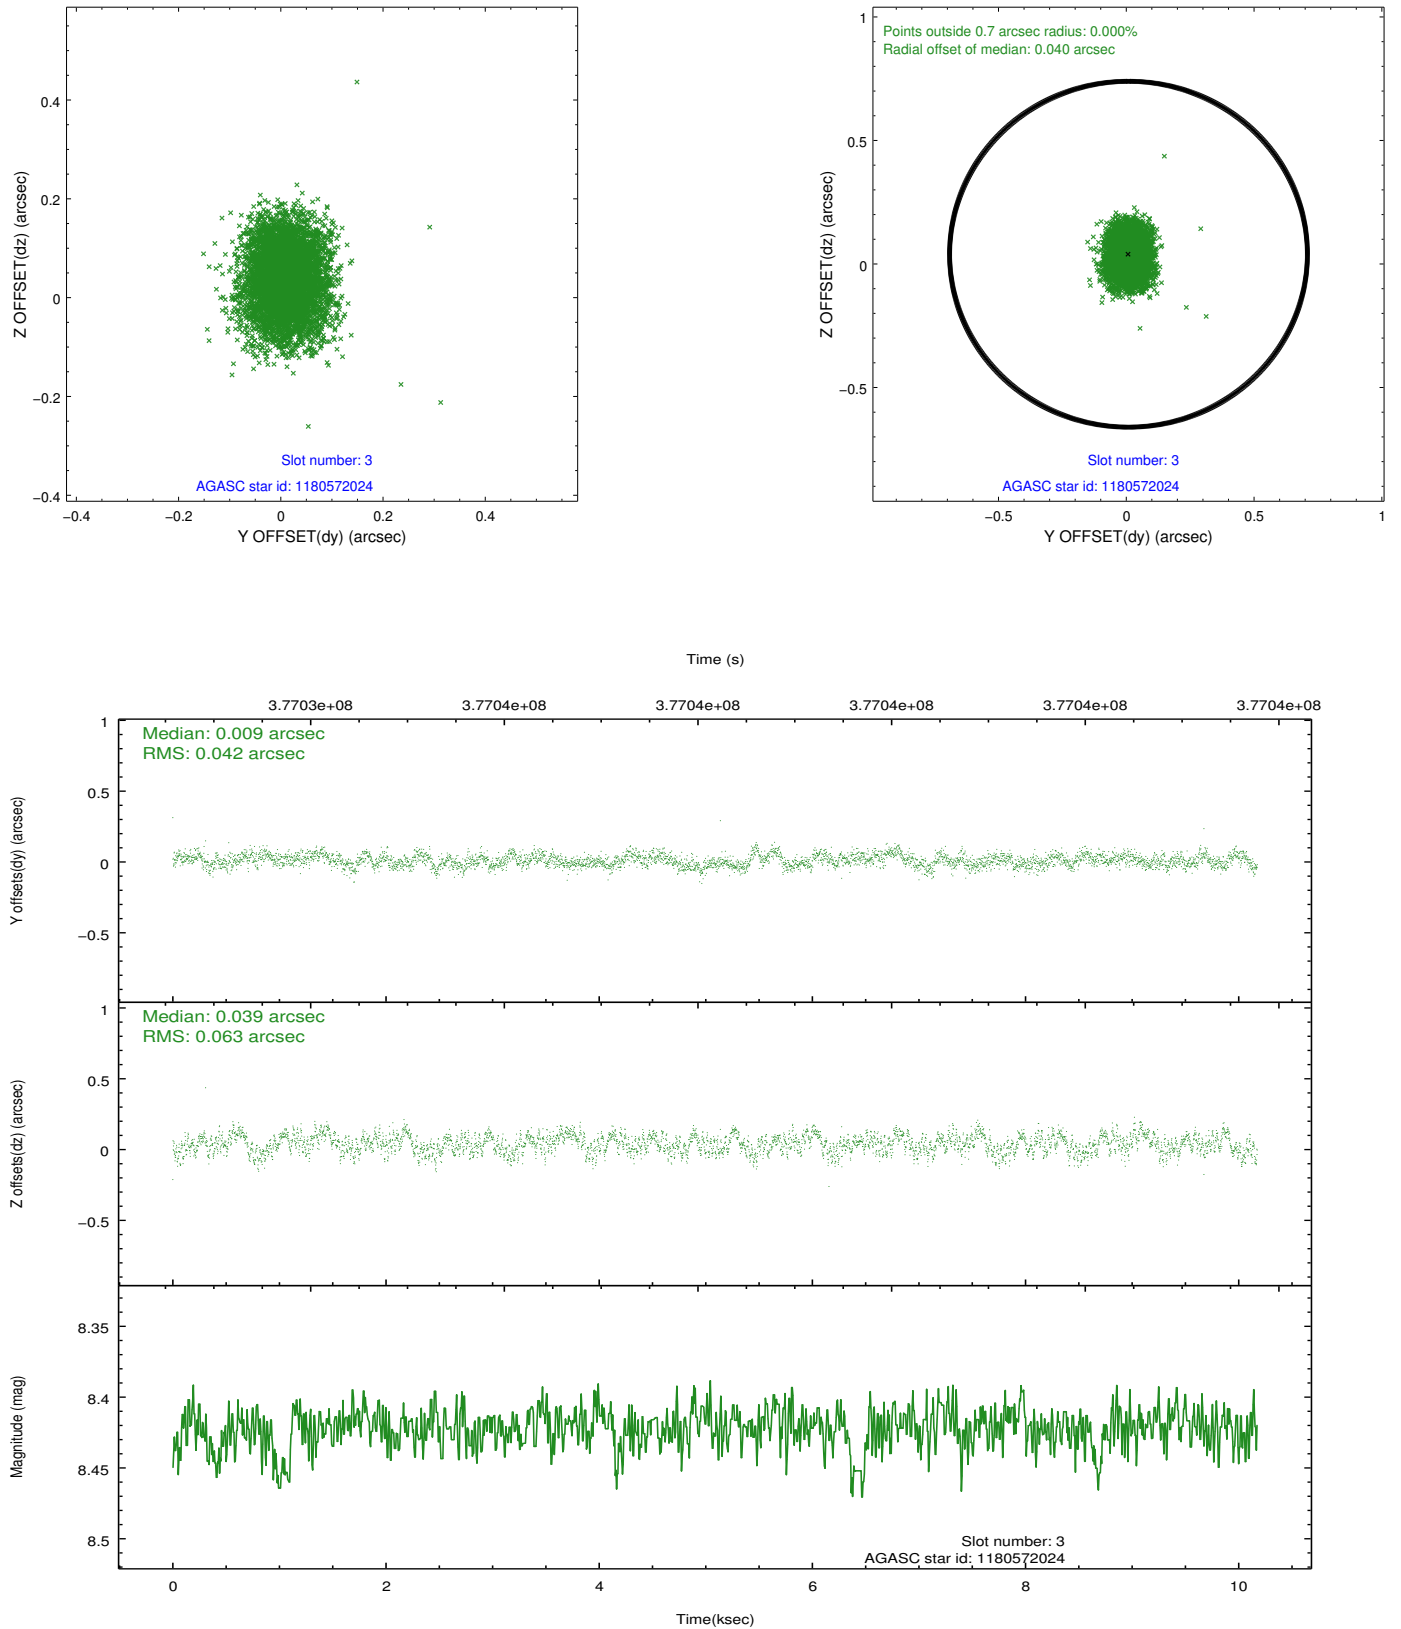 0.4
0.2
0
−0.2
−0.4
−0.4
−0.2
0
0.2
0.4
Z OFFSET(dz) (arcsec)
Y OFFSET(dy) (arcsec)
Slot number: 3
AGASC star id: 1180572024
Points outside 0.7 arcsec radius: 0.000%
Radial offset of median: 0.040 arcsec
1
0.5
0
−0.5
−0.5
0
0.5
1
Z OFFSET(dz) (arcsec)
Y OFFSET(dy) (arcsec)
Slot number: 3
AGASC star id: 1180572024
Time (s)
3.7703e+08
3.7704e+08
3.7704e+08
3.7704e+08
3.7704e+08
3.7704e+08
Median: 0.009 arcsec
RMS: 0.042 arcsec
1
0.5
0
−0.5
Y offsets(dy) (arcsec)
Median: 0.039 arcsec
RMS: 0.063 arcsec
1
0.5
0
−0.5
Z offsets(dz) (arcsec)
8.35
8.4
8.45
8.5
Magnitude (mag)
Slot number: 3
AGASC star id: 1180572024
0
2
4
6
8
10
Time(ksec)